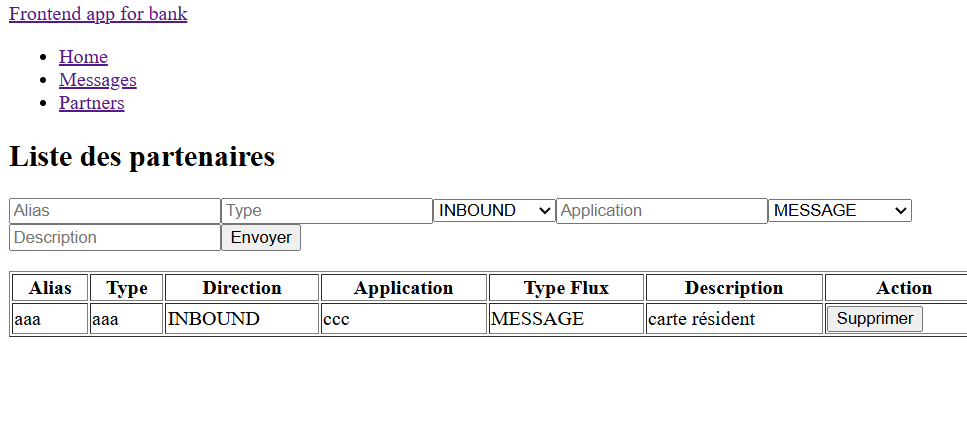 Frontend app for bank
Home
Messages
Partners
Liste des partenaires
Alias Type INBOUND Application MESSAGE
Description Envoyer
Alias Type Direction Application Type Flux Description Action
aaa aaa INBOUND ccc MESSAGE carte résident Supprimer